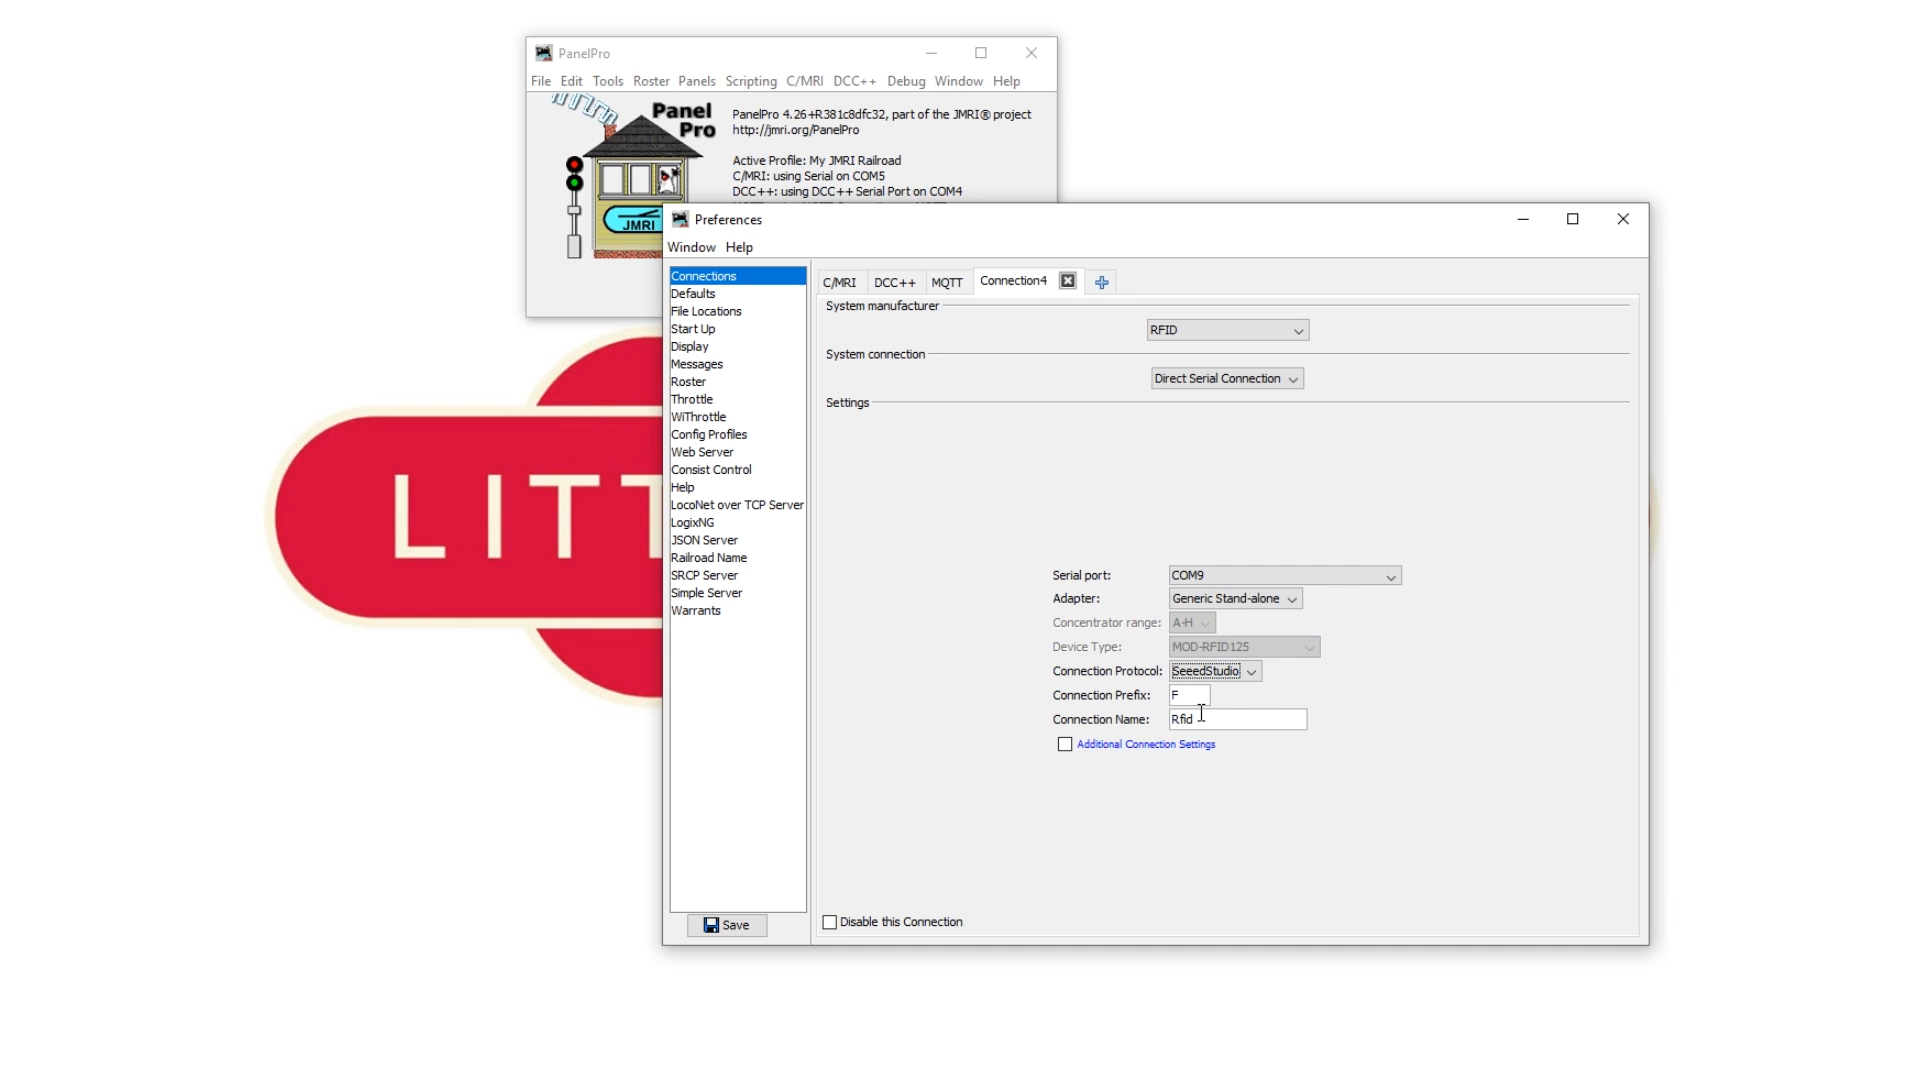 PanelPro
File Edit Tools Roster Panels Scripting C/MRI DCC++ Debug Window Help
Panel
Pro
JMRI
PanelPro 4.26+R381c8dfc32, part of the JMRI® project
http://jmri.org/PanelPro
Active Profile: My JMRI Railroad
C/MRI: using Serial on COM5
DCC++: using DCC++ Serial Port on COM4
Preferences
Window Help
Connections
Defaults
File Locations
Start Up
Display
Messages
Roster
Throttle
WiThrottle
Config Profiles
Web Server
Consist Control
Help
LocoNet over TCP Server
LogixNG
JSON Server
Railroad Name
SRCP Server
Simple Server
Warrants
Save
C/MRI DCC++ MQTT Connection4
System manufacturer
RFID
System connection
Direct Serial Connection
Settings
Serial port: COM9
Adapter: Generic Stand-alone
Concentrator range: A-H
Device Type: MOD-RFID125
Connection Protocol: SeeedStudio
Connection Prefix: F
Connection Name: Rfid
Additional Connection Settings
Disable this Connection
LITT